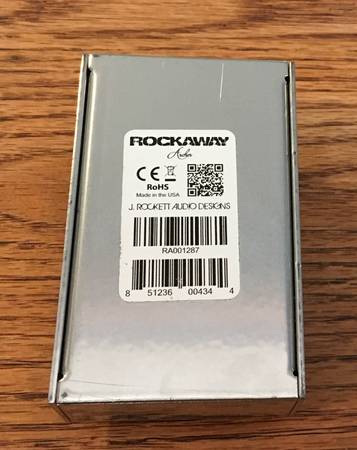 ROCKAWAY
Archer
CE
RoHS
Made in the USA
J. ROCKETT AUDIO DESIGNS
RA001287
8 51236 00434 4